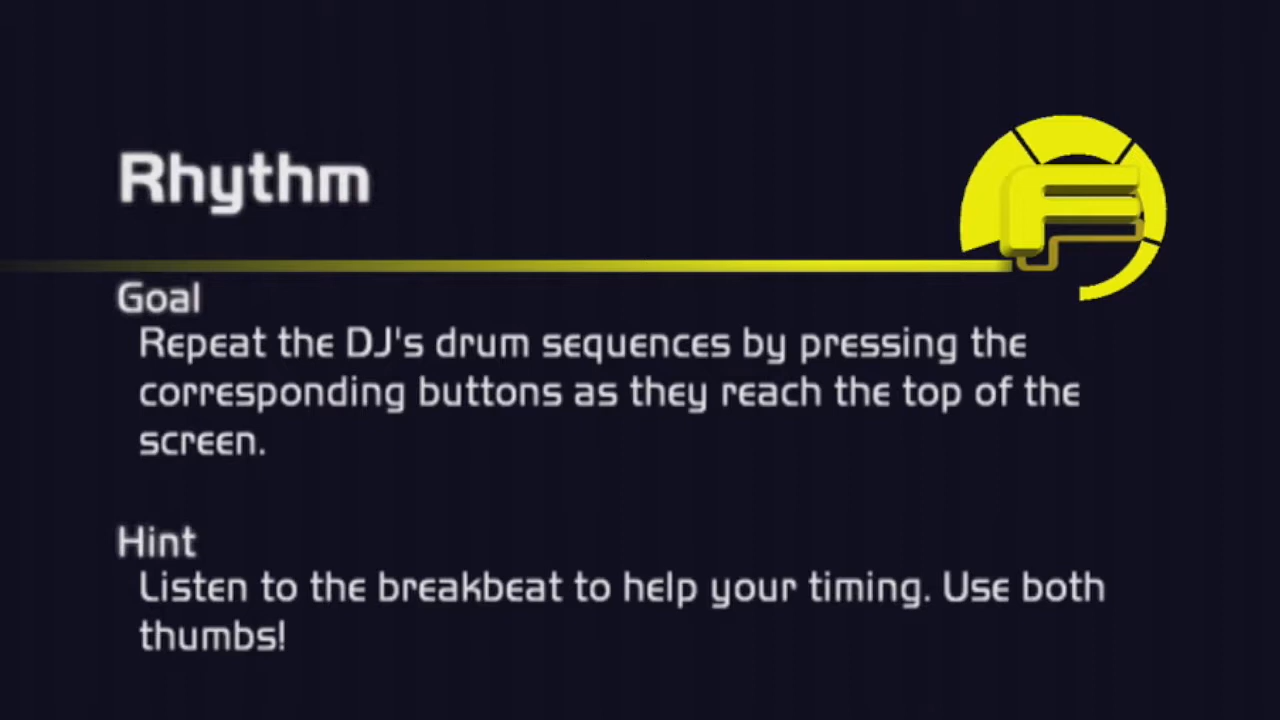 Rhythm
F
Goal
Repeat the DJ's drum sequences by pressing the
corresponding buttons as they reach the top of the
screen.
Hint
Listen to the breakbeat to help your timing. Use both
thumbs!